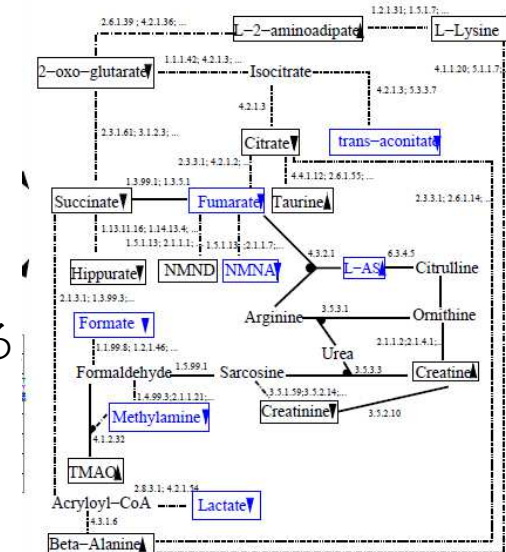 1.2.1.31; 1.5.1.7; ...
2.6.1.39 ; 4.2.1.36; ...
L-2-aminoadipate
L-Lysine
1.1.1.42; 4.2.1.3; ...
4.1.1.20; 5.1.1.7;
2-oxo-glutarate
Isocitrate
4.2.1.3; 5.3.3.7
4.2.1.3
2.3.1.61; 3.1.2.3; ...
Citrate
trans-aconitate
2.3.3.1; 4.2.1.2; ...
4.4.1.12; 2.6.1.55; ...
1.3.99.1; 1.3.5.1
2.3.3.1; 2.6.1.14; ...
Succinate
Fumarate
Taurine
1.13.11.16; 1.14.13.4; ...
1.5.1.13; 2.1.1.1; ...
1.5.1.13; 2.1.1.7;...
4.3.2.1
6.3.4.5
Hippurate
NMND
NMNA
L-AS
Citrulline
2.1.3.1; 1.3.99.3;...
3.5.3.1
Formate
Arginine
Ornithine
2.1.1.2;2.1.4.1;...
1.1.99.8; 1.2.1.46; ...
Urea
1.5.99.1
3.5.3.3
Formaldehyde
Sarcosine
Creatine
1.4.99.3;2.1.1.21;...
3.5.1.59;3.5.2.14;...
Methylamine
Creatinine
3.5.2.10
4.1.2.32
TMAO
2.8.3.1; 4.2.1.54
Acryloyl-CoA
Lactate
4.3.1.6
Beta-Alanine